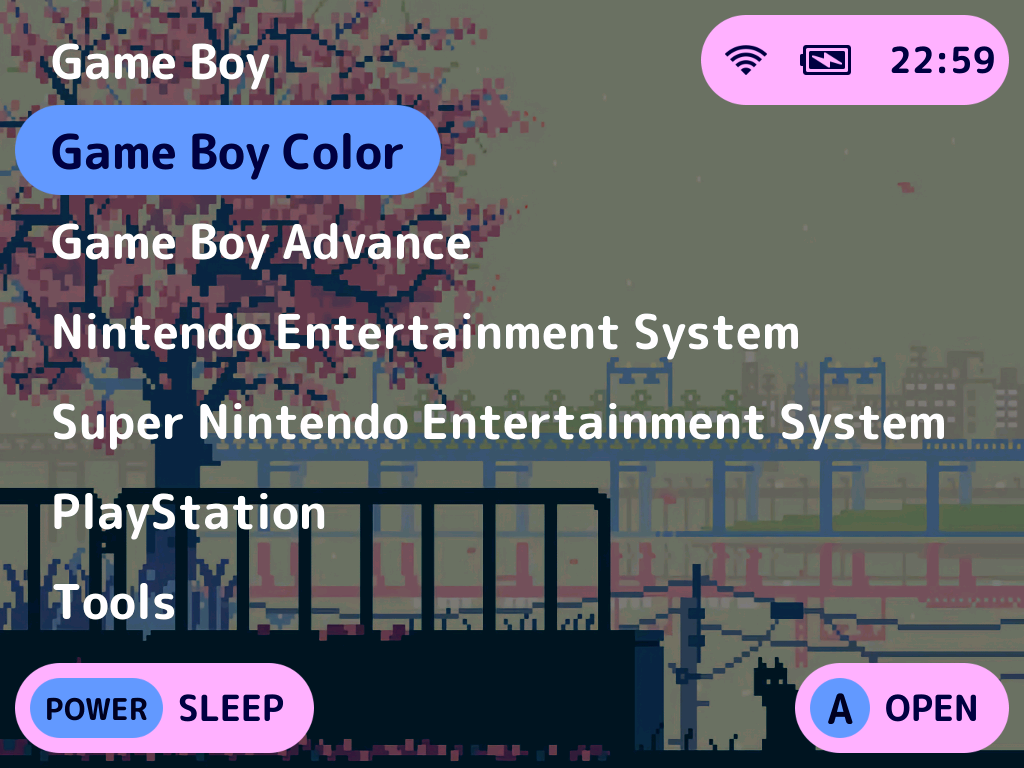 Game Boy
22:59
Game Boy Color
Game Boy Advance
Nintendo Entertainment System
Super Nintendo Entertainment System
PlayStation
Tools
POWER SLEEP
A OPEN